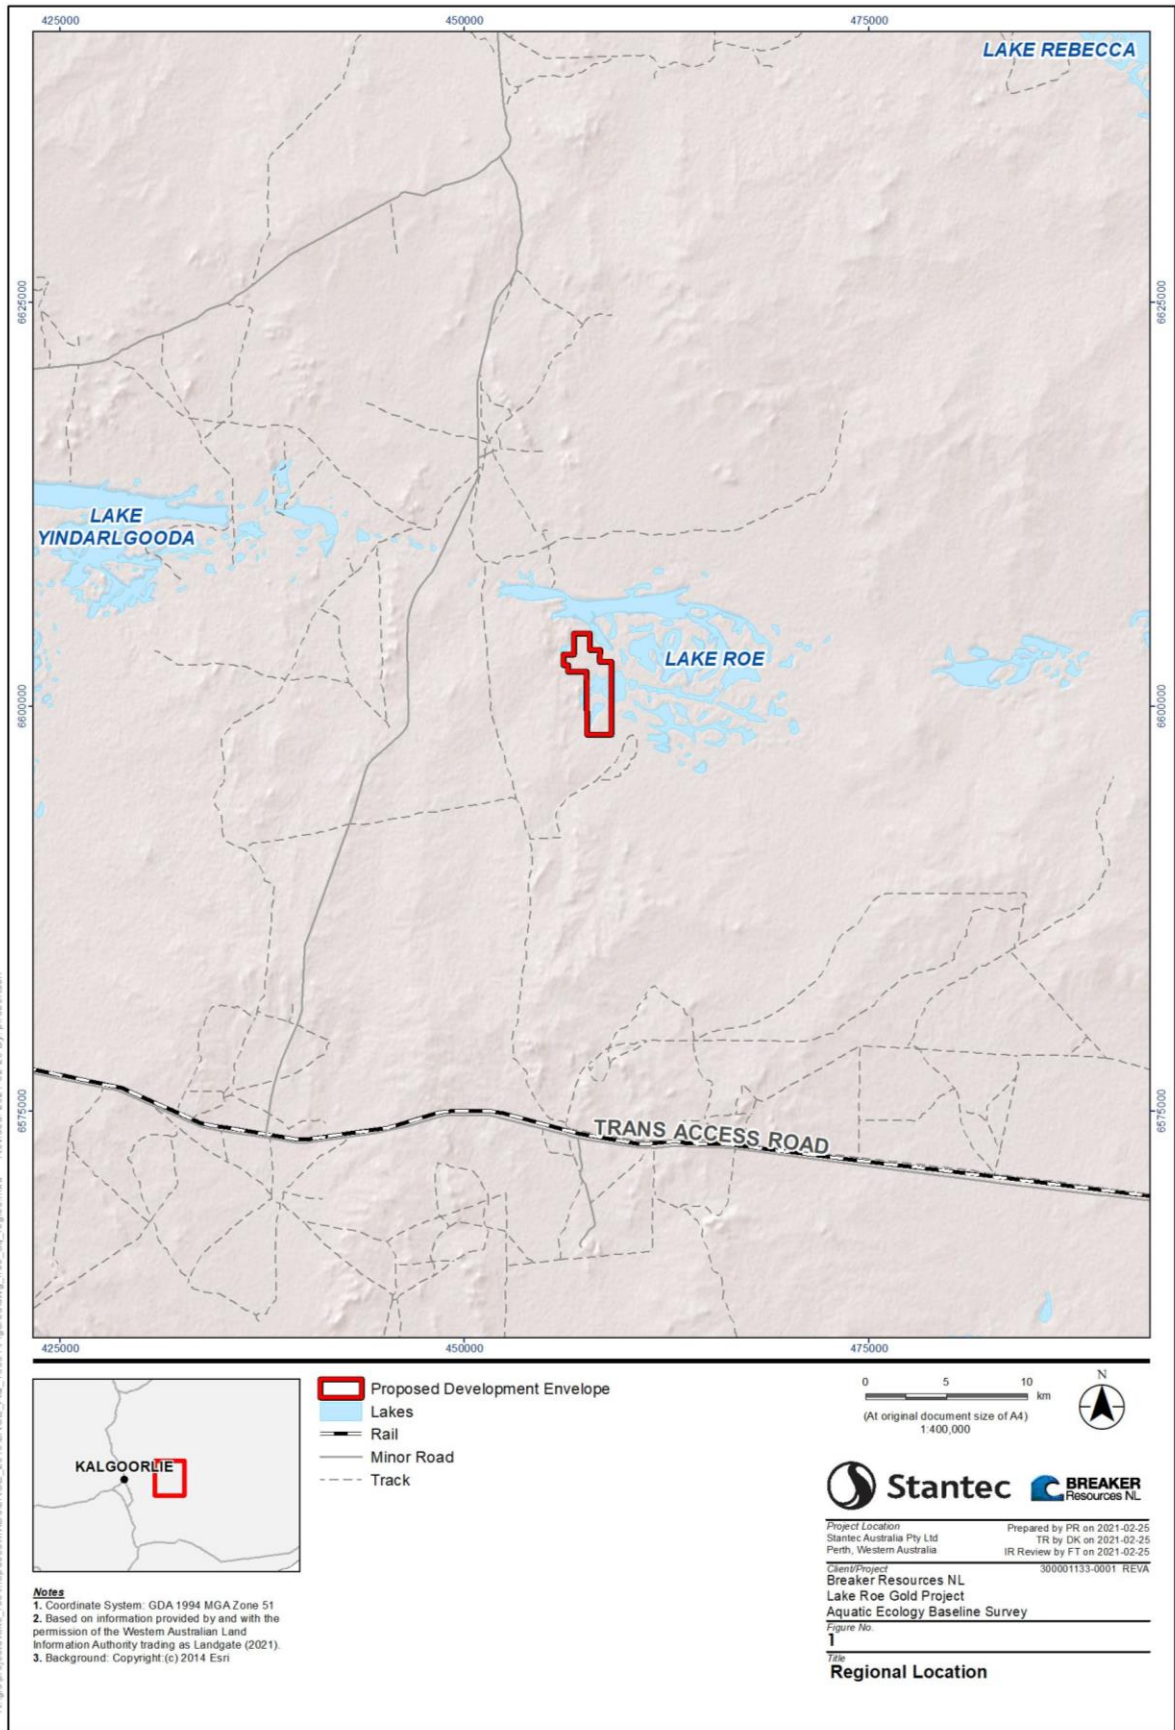 425000
450000
475000
LAKE REBECCA
6625000
6625000
LAKE
YINDARLGOODA
LAKE ROE
6600000
6600000
6575000
6575000
TRANS ACCESS ROAD
425000
450000
475000
KALGOORLIE
Proposed Development Envelope
Lakes
Rail
Minor Road
Track
0 5 10
km
(At original document size of A4)
1:400,000
N
Stantec
BREAKER
Resources NL
Project Location
Stantec Australia Pty Ltd
Perth, Western Australia
Prepared by PR on 2021-02-25
TR by DK on 2021-02-25
IR Review by FT on 2021-02-25
Client/Project
300001133-0001 REVA
Breaker Resources NL
Lake Roe Gold Project
Aquatic Ecology Baseline Survey
Figure No.
1
Title
Regional Location
Notes
1. Coordinate System: GDA 1994 MGA Zone 51
2. Based on information provided by and with the
permission of the Western Australian Land
Information Authority trading as Landgate (2021).
3. Background: Copyright:(c) 2014 Esri